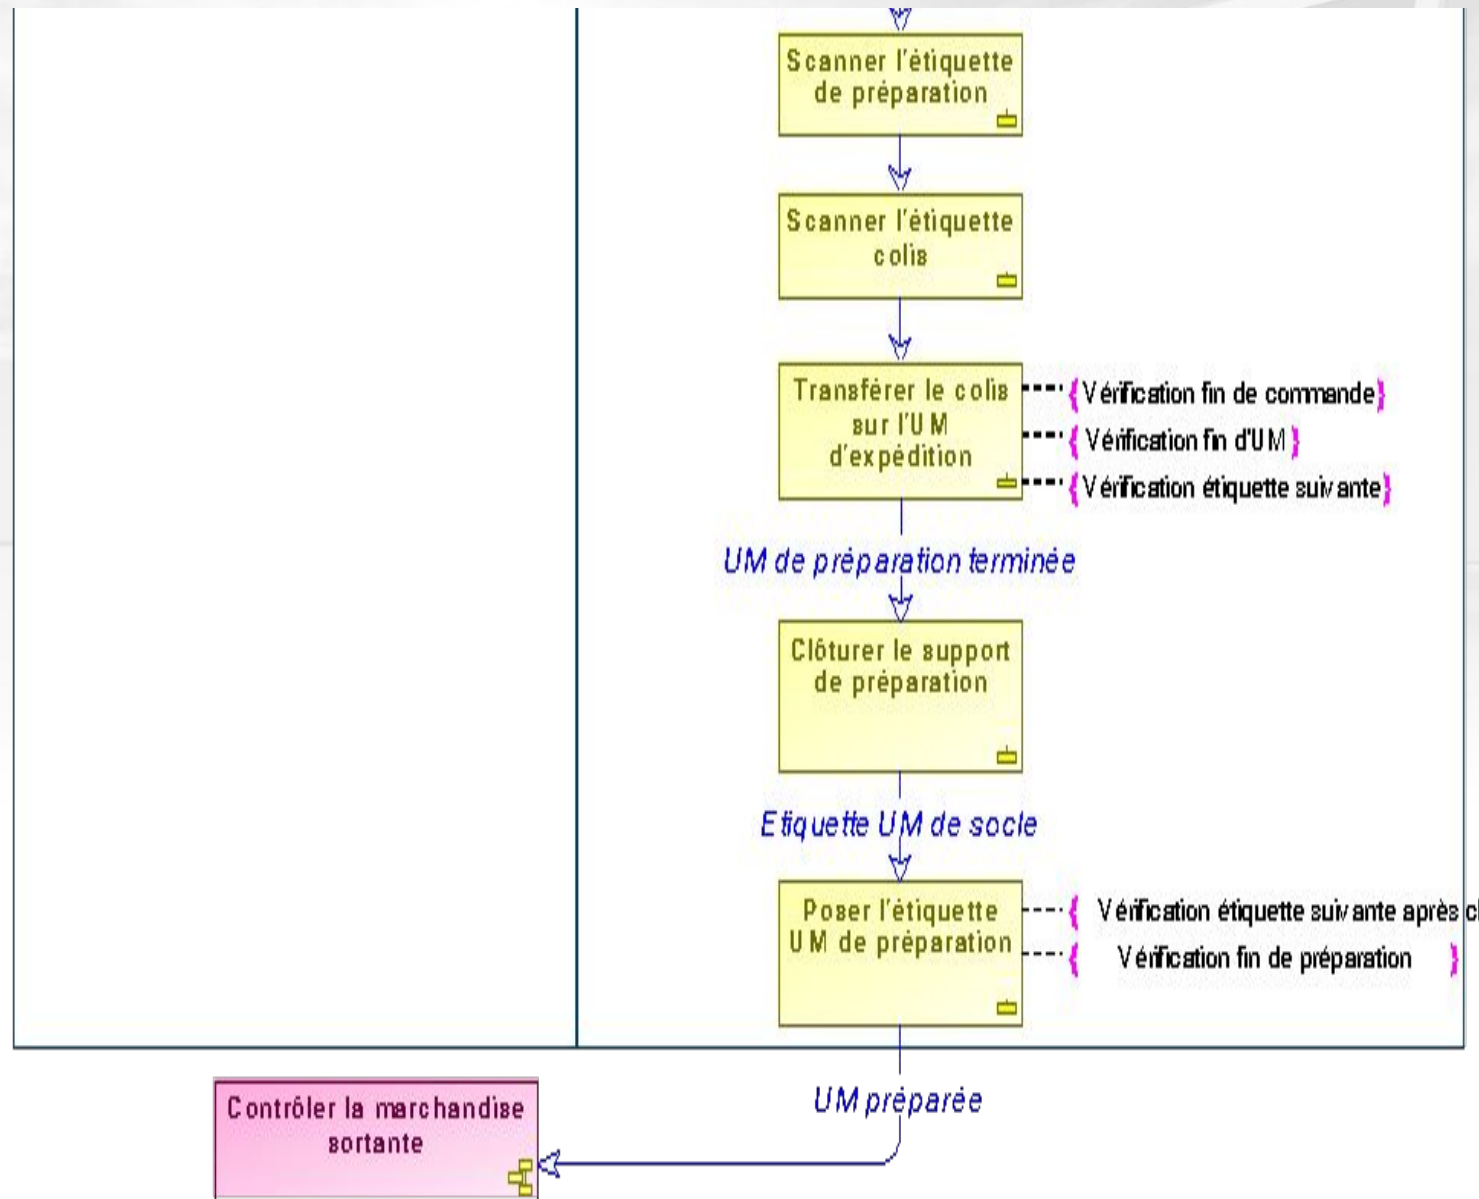 Scanner l'étiquette
de préparation
Scanner l'étiquette
colis
Transférer le colis
sur l'UM
d'expédition
{Vérification fin de commande}
{Vérification fin d'UM}
{Vérification étiquette suivante}
UM de préparation terminée
Clôturer le support
de préparation
Etiquette UM de socle
Poser l'étiquette
UM de préparation
{ Vérification étiquette suivante après
{ Vérification fin de préparation }
UM préparée
Contrôler la marchandise
sortante